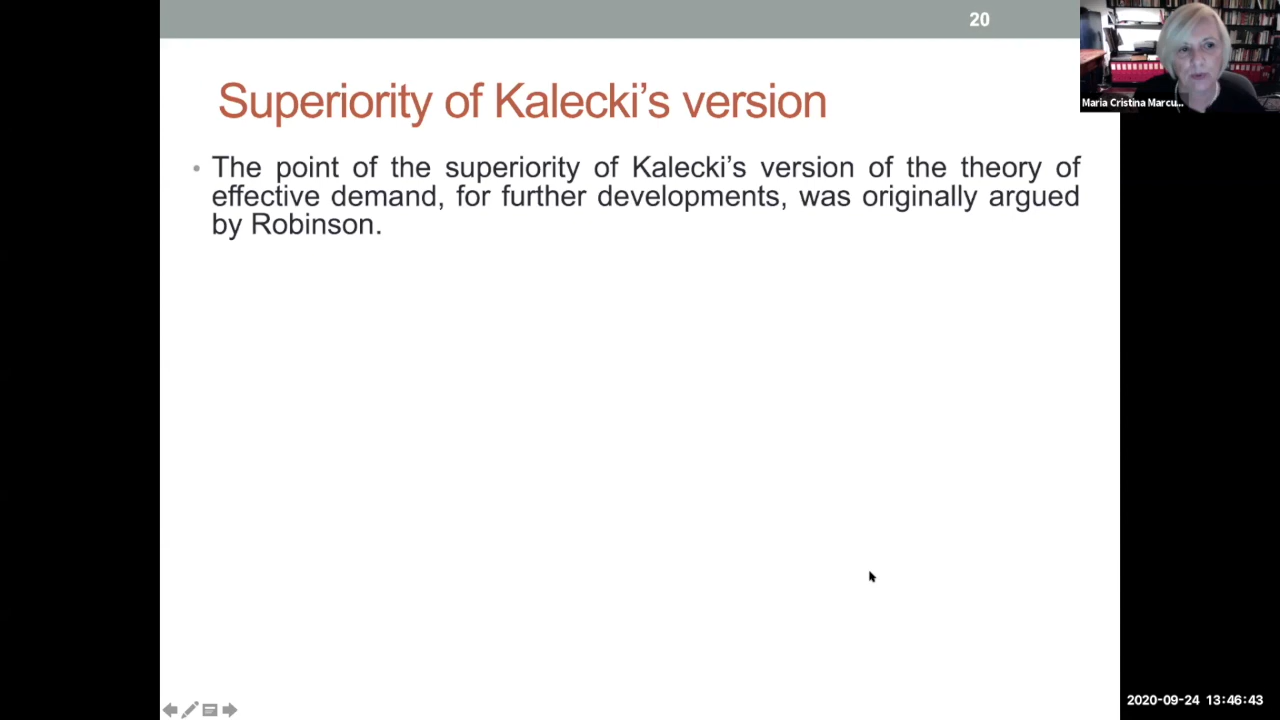 20
Maria Cristina Marcu...
Superiority of Kalecki’s version
• The point of the superiority of Kalecki’s version of the theory of
effective demand, for further developments, was originally argued
by Robinson.
2020-09-24 13:46:43